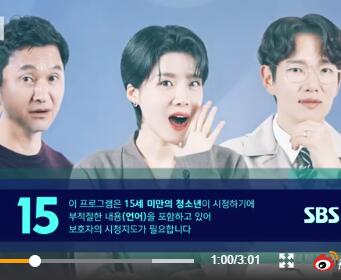 15
이 프로그램은 15세 미만의 청소년이 시청하기에
부적절한 내용(언어)을 포함하고 있어
보호자의 시청지도가 필요합니다
SBS
1:00/3:01